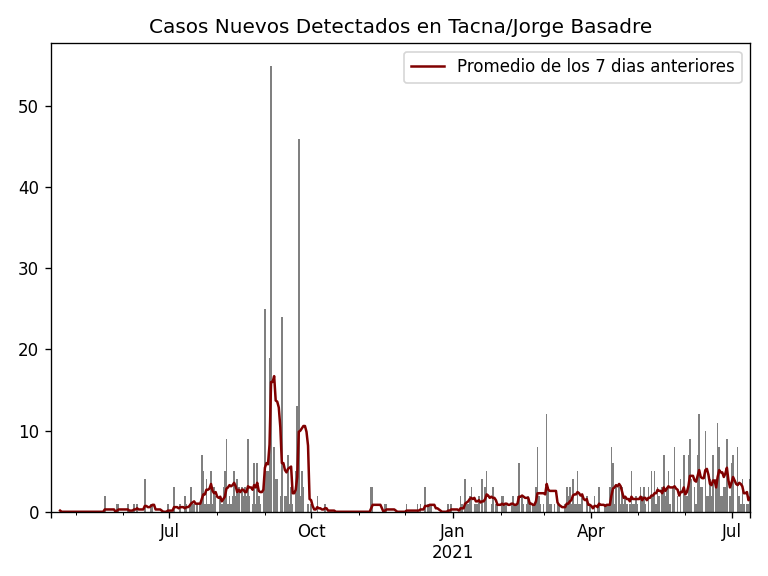 Casos Nuevos Detectados en Tacna/Jorge Basadre
Promedio de los 7 dias anteriores
50
40
30
20
10
0
Jul
Oct
Jan
2021
Apr
Jul